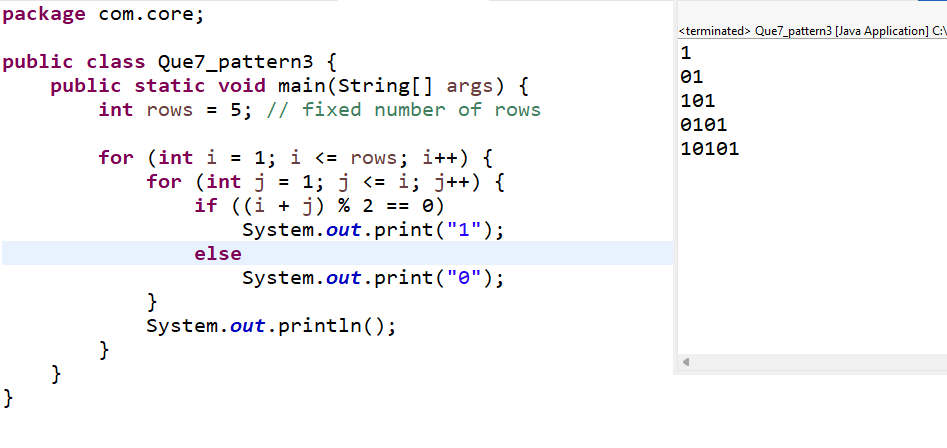 package com.core;
public class Que7_pattern3 {
    public static void main(String[] args) {
        int rows = 5; // fixed number of rows
        for (int i = 1; i <= rows; i++) {
            for (int j = 1; j <= i; j++) {
                if ((i + j) % 2 == 0)
                    System.out.print("1");
                else
                    System.out.print("0");
            }
            System.out.println();
        }
    }
}
<terminated> Que7_pattern3 [Java Application] C:\
1
01
101
0101
10101